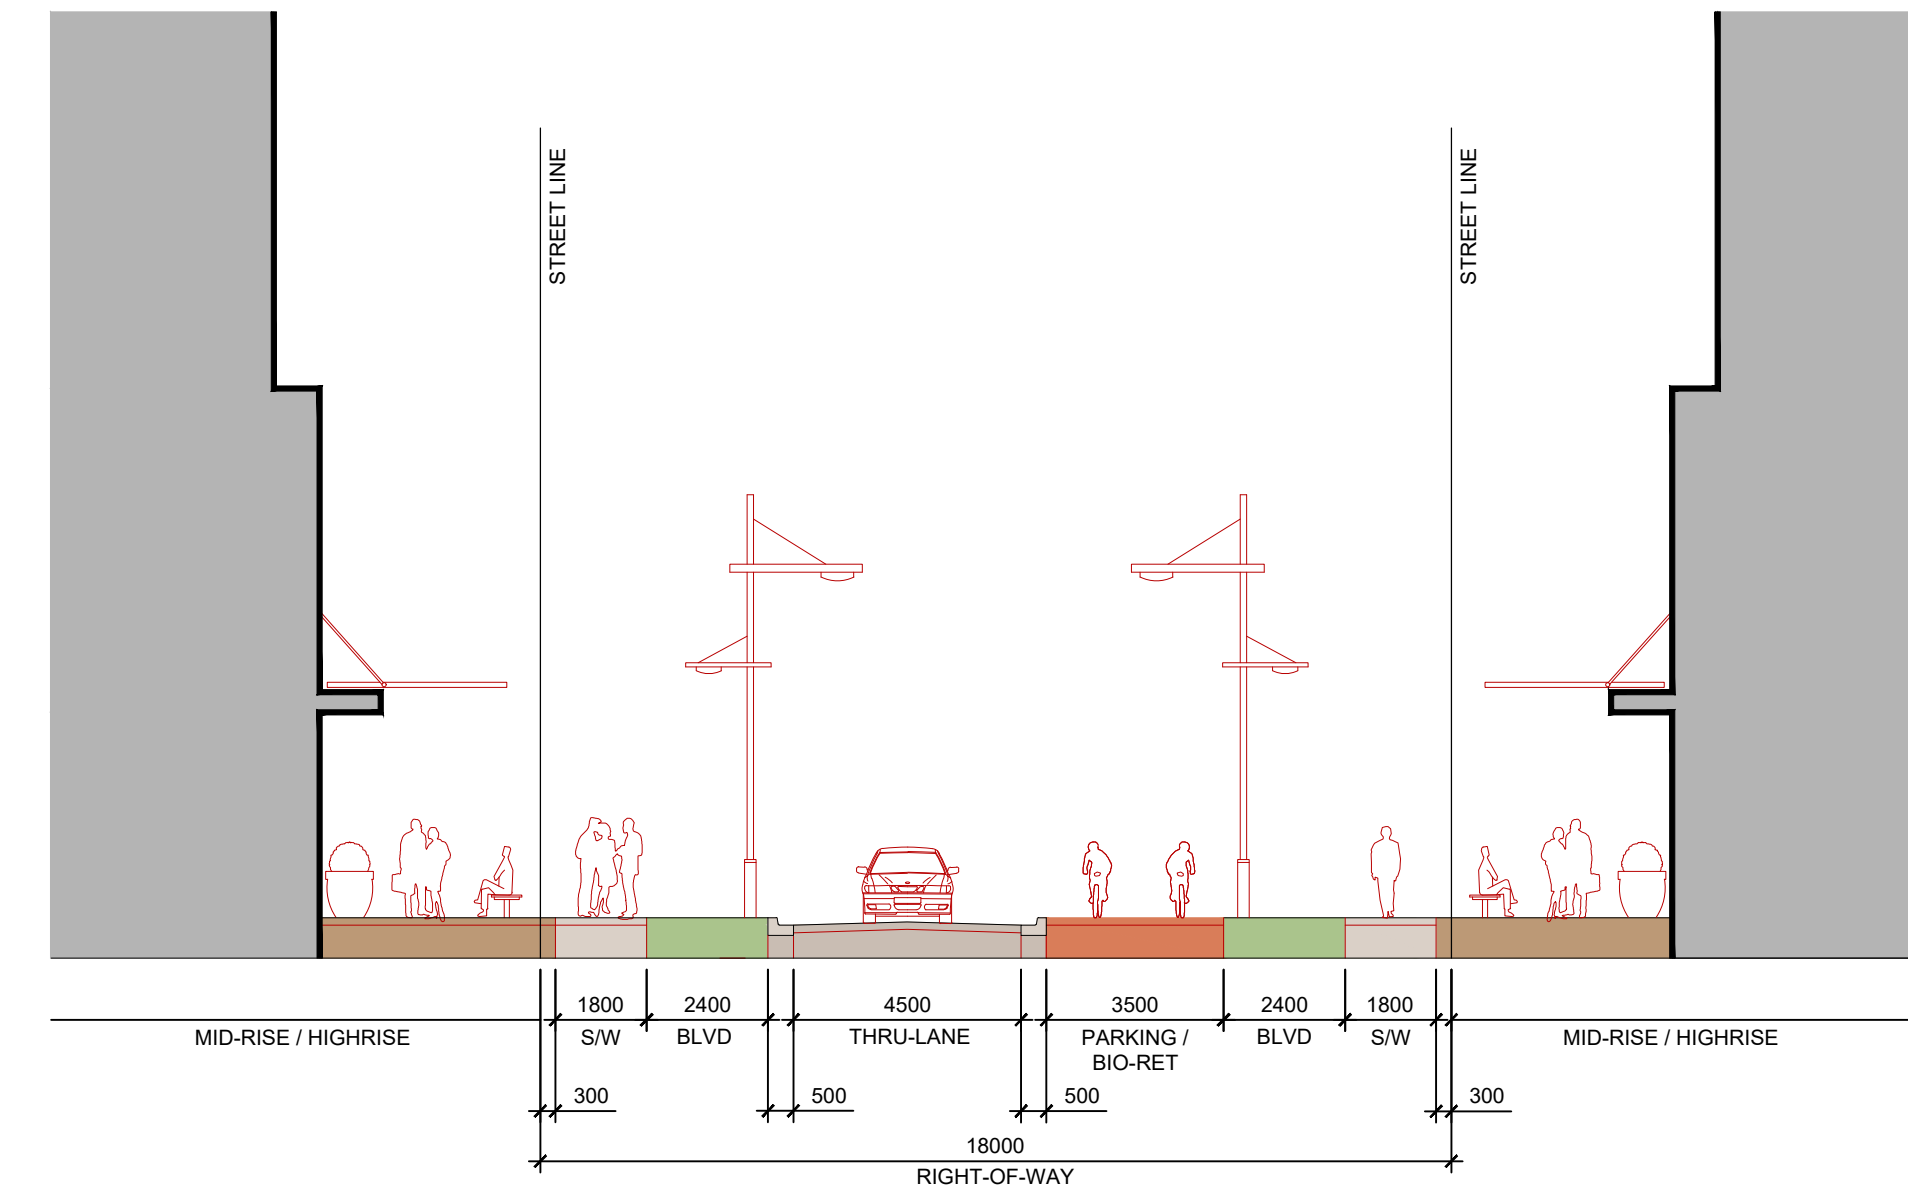 STREET LINE
STREET LINE
1800
2400
4500
3500
2400
1800
MID-RISE / HIGHRISE
S/W
BLVD
THRU-LANE
PARKING /
BIO-RET
BLVD
S/W
MID-RISE / HIGHRISE
300
500
500
300
18000
RIGHT-OF-WAY